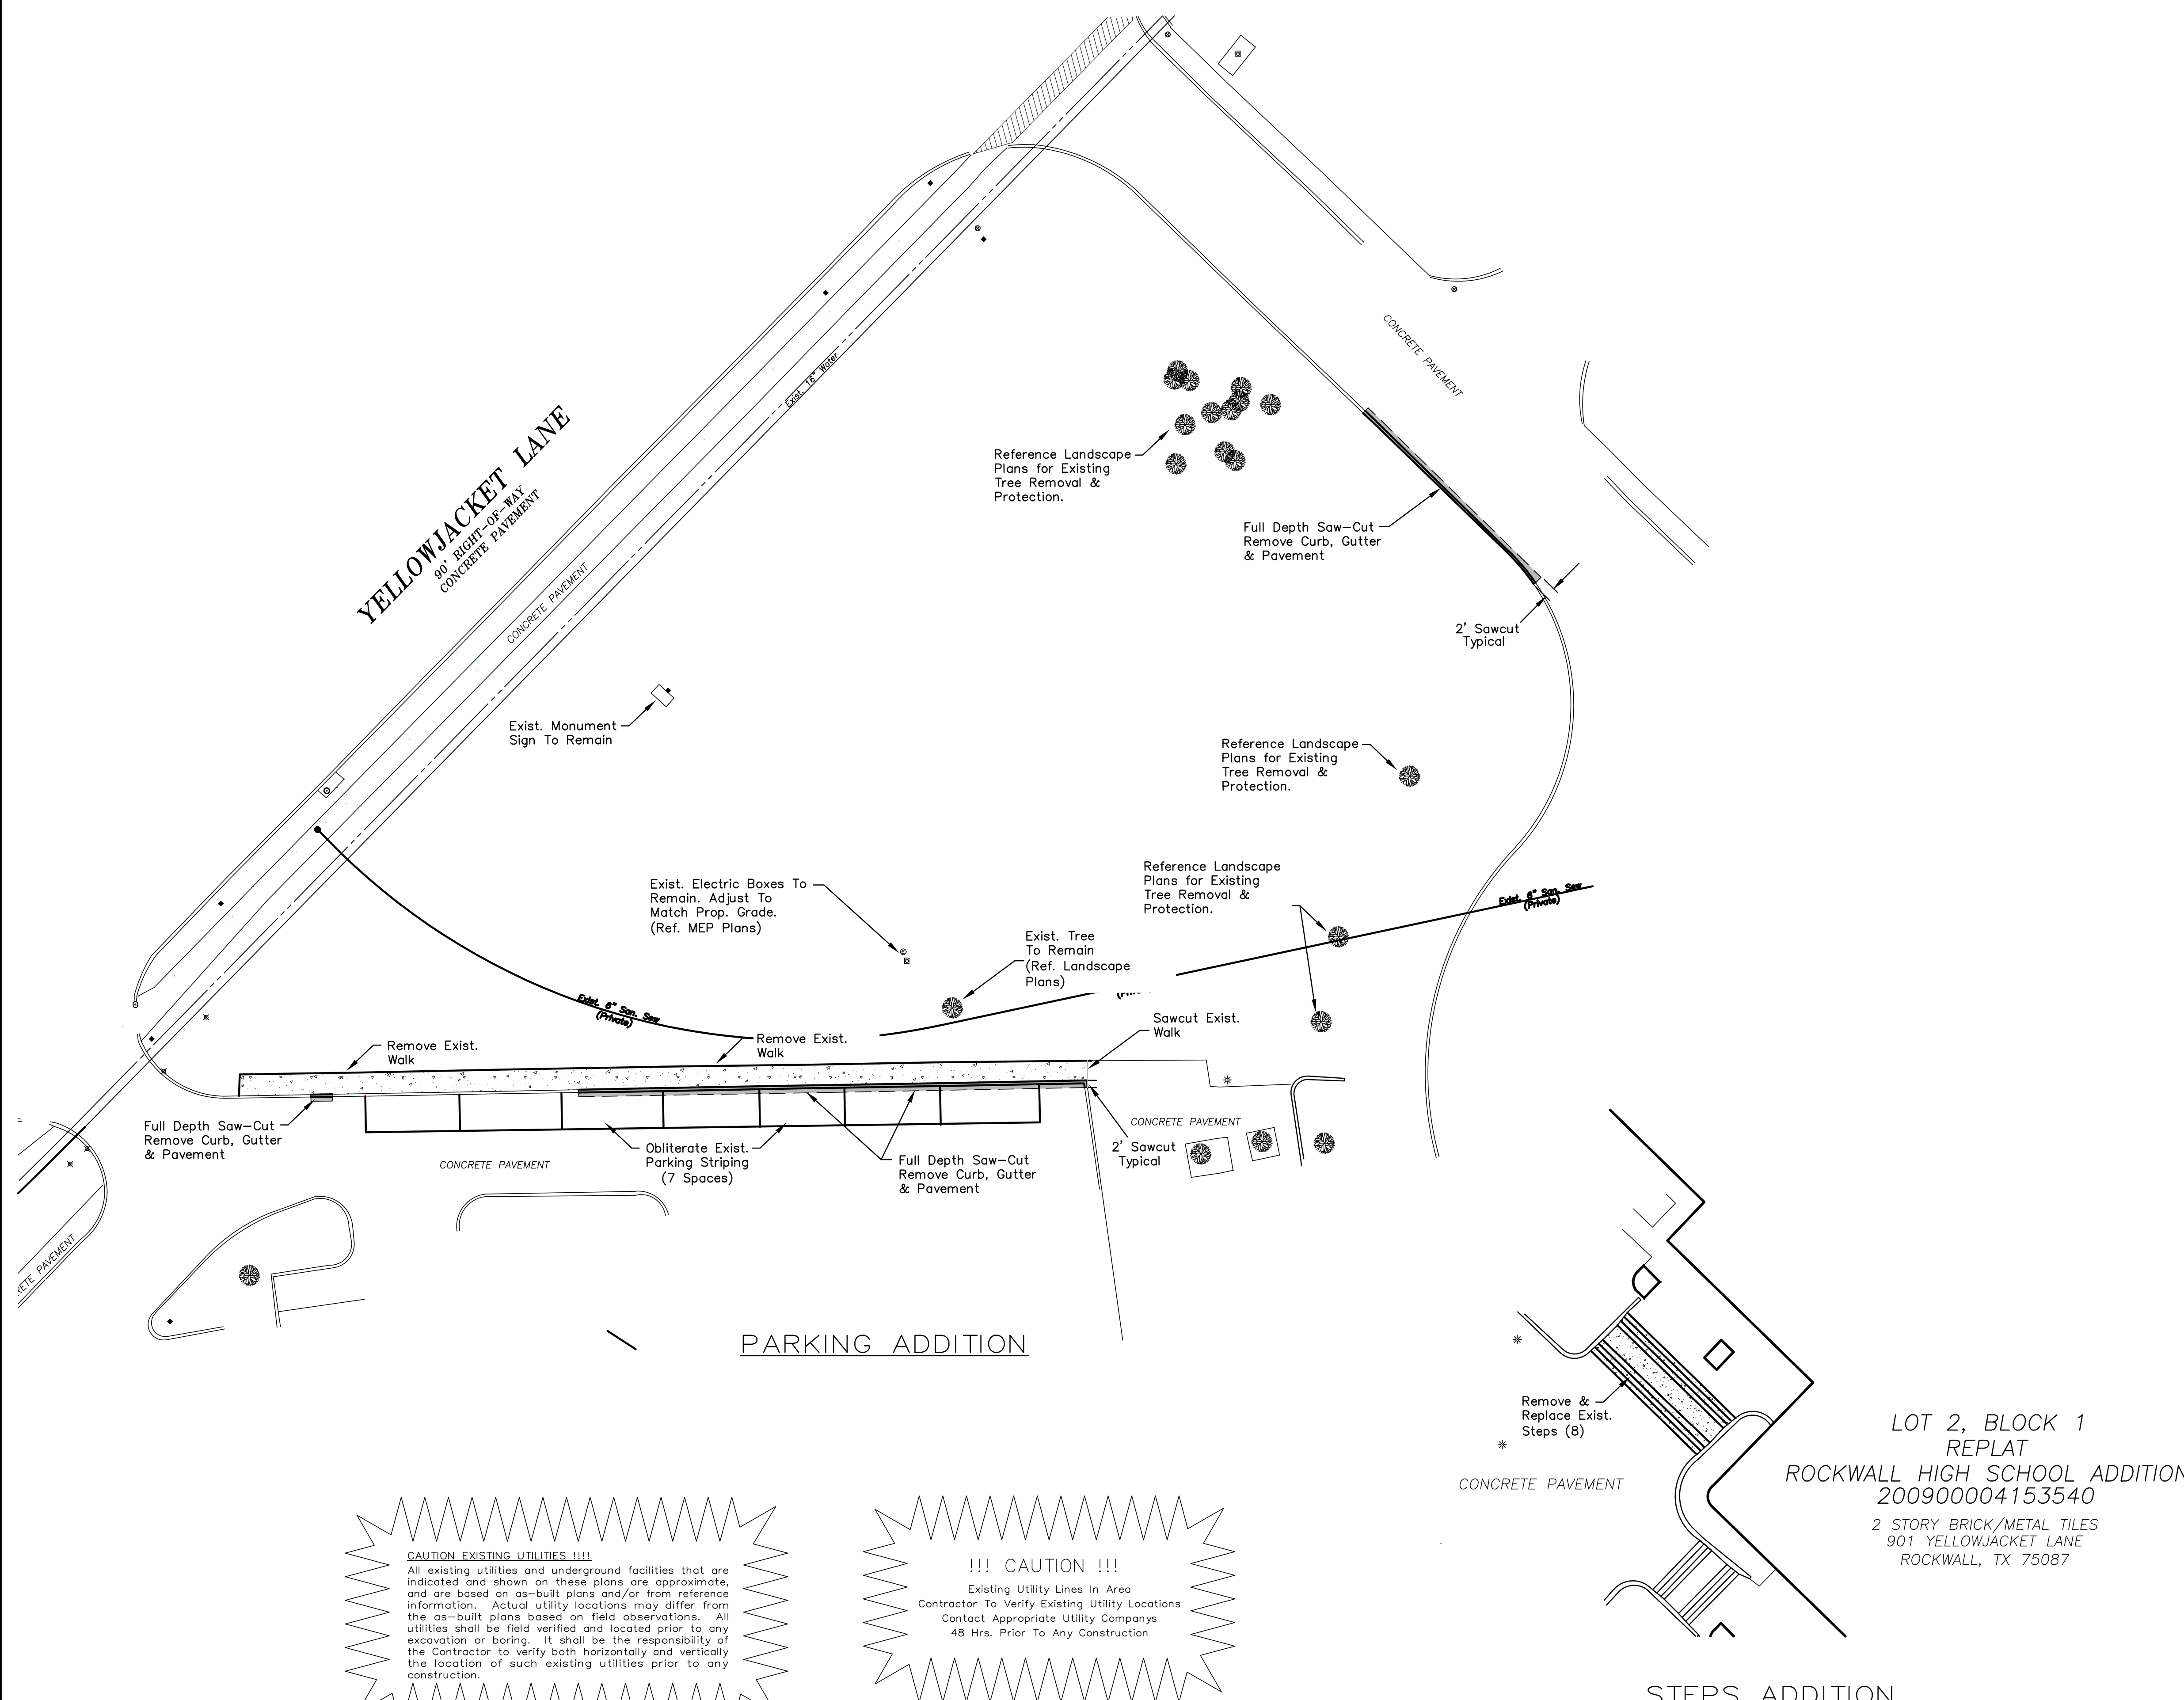 Exist. 16" Water
CONCRETE PAVEMENT
YELLOWJACKET LANE
90' RIGHT-OF-WAY
CONCRETE PAVEMENT
CONCRETE PAVEMENT
Reference Landscape
Plans for Existing
Tree Removal &
Protection.
Full Depth Saw-Cut
Remove Curb, Gutter
& Pavement
2' Sawcut
Typical
Exist. Monument
Sign To Remain
Reference Landscape
Plans for Existing
Tree Removal &
Protection.
Exist. Electric Boxes To
Remain. Adjust To
Match Prop. Grade.
(Ref. MEP Plans)
Reference Landscape
Plans for Existing
Tree Removal &
Protection.
Exist. 6" San. Sew
(Private)
Exist. Tree
To Remain
(Ref. Landscape
Plans)
Exist. 6" San. Sew
(Private)
Sawcut Exist.
Walk
Remove Exist.
Walk
Remove Exist.
Walk
Full Depth Saw-Cut
Remove Curb, Gutter
& Pavement
CONCRETE PAVEMENT
Obliterate Exist.
Parking Striping
(7 Spaces)
Full Depth Saw-Cut
Remove Curb, Gutter
& Pavement
2' Sawcut
Typical
CONCRETE PAVEMENT
PAVEMENT
PARKING ADDITION
Remove &
Replace Exist.
Steps (8)
CONCRETE PAVEMENT
LOT 2, BLOCK 1
REPLAT
ROCKWALL HIGH SCHOOL ADDITION
200900004153540
2 STORY BRICK/METAL TILES
901 YELLOWJACKET LANE
ROCKWALL, TX 75087
CAUTION EXISTING UTILITIES !!!!
All existing utilities and underground facilities that are
indicated and shown on these plans are approximate,
and are based on as-built plans and/or from reference
information. Actual utility locations may differ from
the as-built plans based on field observations. All
utilities shall be field verified and located prior to any
excavation or boring. It shall be the responsibility of
the Contractor to verify both horizontally and vertically
the location of such existing utilities prior to any
construction.
!!! CAUTION !!!
Existing Utility Lines In Area
Contractor To Verify Existing Utility Locations
Contact Appropriate Utility Companys
48 Hrs. Prior To Any Construction
STEPS ADDITION